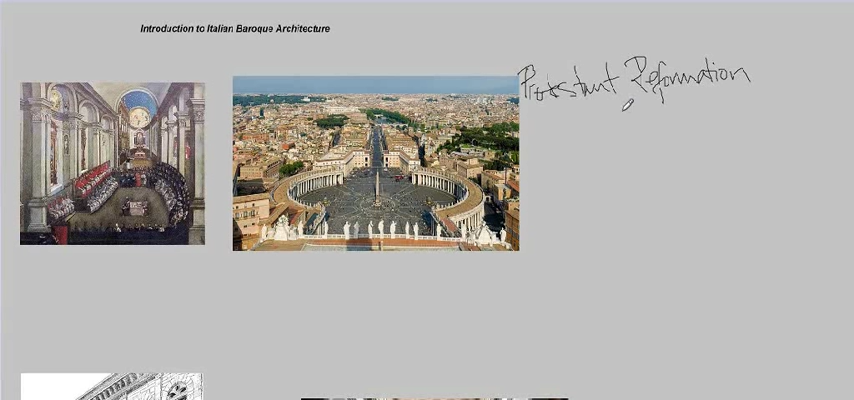 Introduction to Italian Baroque Architecture
Protestant Reformation